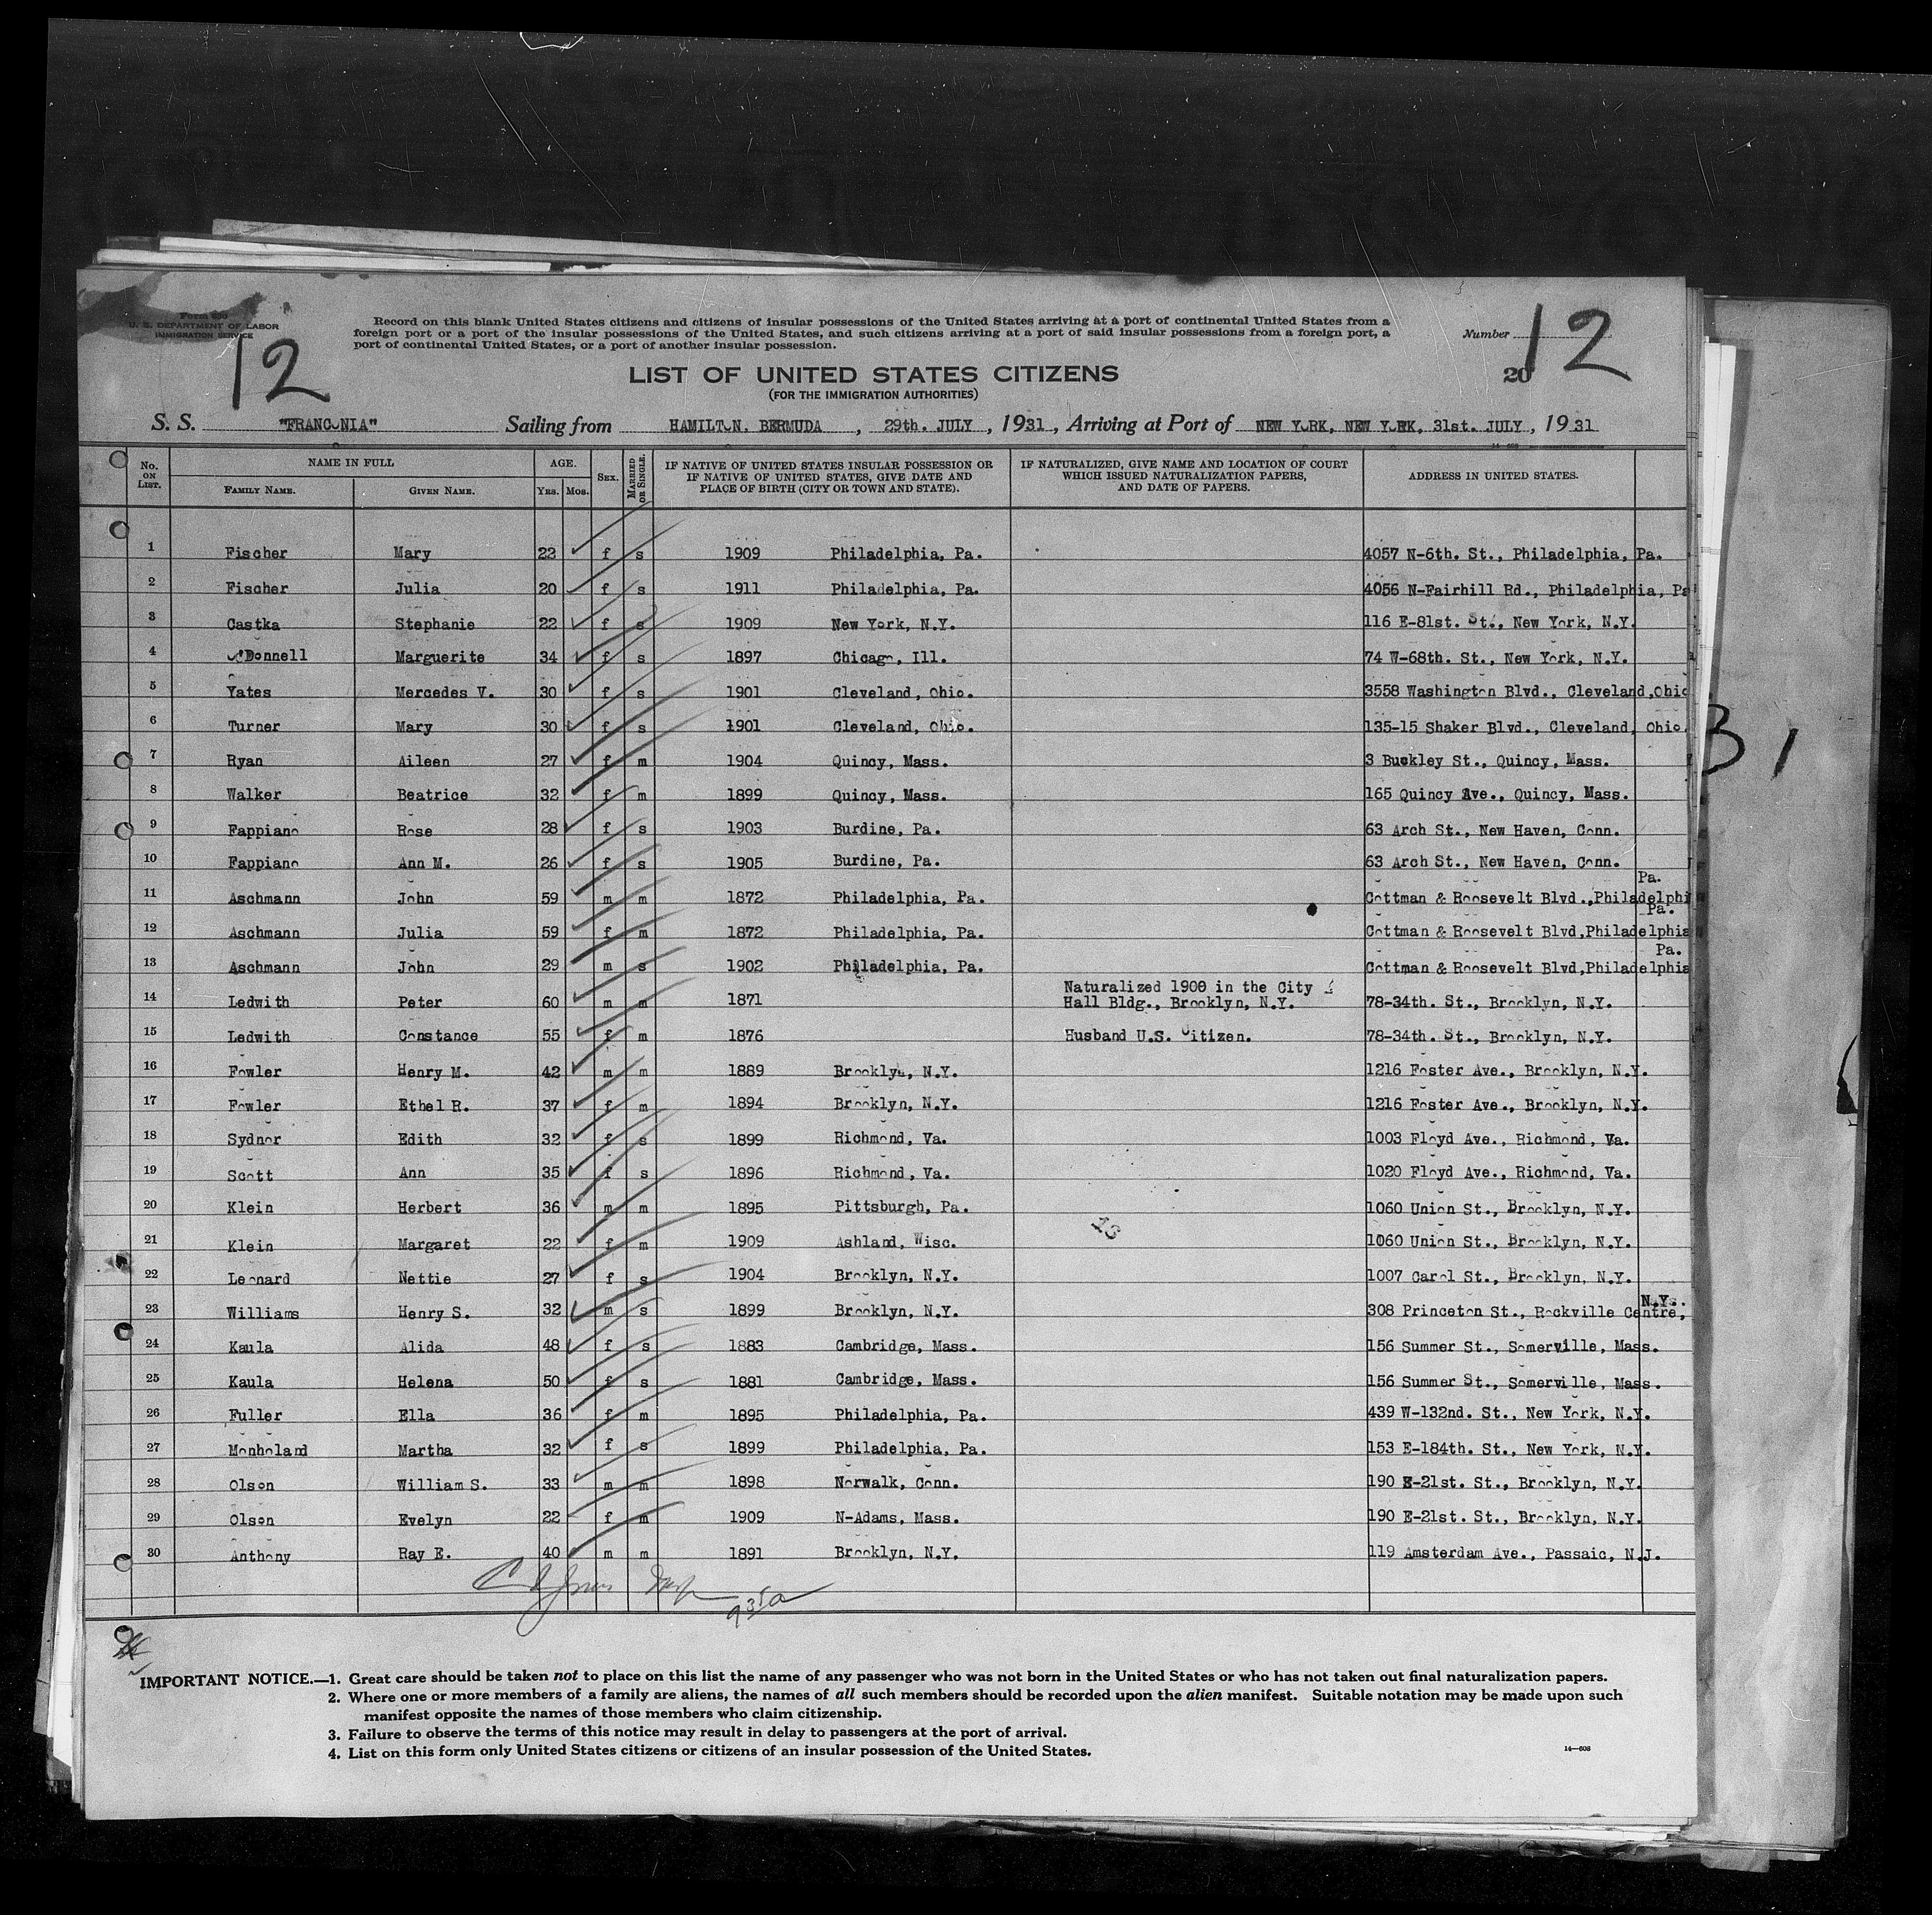 Form 630
U. S. DEPARTMENT OF LABOR
IMMIGRATION SERVICE
Record on this blank United States citizens and citizens of insular possessions of the United States arriving at a port of continental United States from a
foreign port or a port of the insular possessions of the United States, and such citizens arriving at a port of said insular possessions from a foreign port, a
port of continental United States, or a port of another insular possession.
Number
12
12
20
LIST OF UNITED STATES CITIZENS
(FOR THE IMMIGRATION AUTHORITIES)
S. S. "FRANCONIA" Sailing from HAMILTON. BERMUDA, 29th. JULY, 1931, Arriving at Port of NEW YORK, NEW YORK, 31st. JULY, 1931
14-608
No. ON LIST. NAME IN FULL FAMILY NAME. GIVEN NAME. AGE. YRS. MOS. SEX. MARRIED OR SINGLE. IF NATIVE OF UNITED STATES INSULAR POSSESSION OR IF NATIVE OF UNITED STATES, GIVE DATE AND PLACE OF BIRTH (CITY OR TOWN AND STATE). IF NATURALIZED, GIVE NAME AND LOCATION OF COURT WHICH ISSUED NATURALIZATION PAPERS, AND DATE OF PAPERS. ADDRESS IN UNITED STATES.
1 Fischer Mary 22 f s 1909 Philadelphia, Pa. 4057 N-6th. St., Philadelphia, Pa.
2 Fischer Julia 20 f s 1911 Philadelphia, Pa. 4056 N-Fairhill Rd., Philadelphia, Pa
3 Castka Stephanie 22 f s 1909 New York, N.Y. 116 E-81st. St., New York, N.Y.
4 O'Donnell Marguerite 34 f s 1897 Chicago, Ill. 74 W-68th. St., New York, N.Y.
5 Yates Mercedes V. 30 f s 1901 Cleveland, Ohio. 3558 Washington Blvd., Cleveland,Ohio
6 Turner Mary 30 f s 1901 Cleveland, Ohio. 135-15 Shaker Blvd., Cleveland, Ohio.
7 Ryan Aileen 27 f m 1904 Quincy, Mass. 3 Buckley St., Quincy, Mass.
8 Walker Beatrice 32 f m 1899 Quincy, Mass. 165 Quincy Ave., Quincy, Mass.
9 Fappiano Rose 28 f s 1903 Burdine, Pa. 63 Arch St., New Haven, Conn.
10 Fappiano Ann M. 26 f s 1905 Burdine, Pa. 63 Arch St., New Haven, Conn.
11 Aschmann John 59 m m 1872 Philadelphia, Pa. Cottman & Roosevelt Blvd.,Philadelphi Pa.
12 Aschmann Julia 59 f m 1872 Philadelphia, Pa. Cottman & Roosevelt Blvd,Philadelphia Pa.
13 Aschmann John 29 m s 1902 Philadelphia, Pa. Cottman & Roosevelt Blvd,Philadelphia Pa.
14 Ledwith Peter 60 m m 1871 Naturalized 1900 in the City Hall Bldg., Brooklyn, N.Y. 78-34th. St., Brooklyn, N.Y.
15 Ledwith Constance 55 f m 1876 Husband U.S. Citizen. 78-34th. St., Brooklyn, N.Y.
16 Fowler Henry M. 42 m m 1889 Brooklyn, N.Y. 1216 Foster Ave., Brooklyn, N.Y.
17 Fowler Ethel R. 37 f m 1894 Brooklyn, N.Y. 1216 Foster Ave., Brooklyn, N.Y.
18 Sydnor Edith 32 f s 1899 Richmond, Va. 1003 Floyd Ave., Richmond, Va.
19 Scott Ann 35 f s 1896 Richmond, Va. 1020 Floyd Ave., Richmond, Va.
20 Klein Herbert 36 m m 1895 Pittsburgh, Pa. 1060 Union St., Brooklyn, N.Y.
13
21 Klein Margaret 22 f m 1909 Ashland, Wisc. 1060 Union St., Brooklyn, N.Y.
22 Leonard Nettie 27 f s 1904 Brooklyn, N.Y. 1007 Carol St., Brooklyn, N.Y.
23 Williams Henry S. 32 m s 1899 Brooklyn, N.Y. 308 Princeton St., Rockville Centre, N.Y.
24 Kaula Alida 48 f s 1883 Cambridge, Mass. 156 Summer St., Somerville, Mass.
25 Kaula Helena 50 f s 1881 Cambridge, Mass. 156 Summer St., Somerville, Mass.
26 Fuller Ella 36 f m 1895 Philadelphia, Pa. 439 W-132nd. St., New York, N.Y.
27 Monholand Martha 32 f s 1899 Philadelphia, Pa. 153 E-184th. St., New York, N.Y.
28 Olson William S. 33 m m 1898 Norwalk, Conn. 190 E-21st. St., Brooklyn, N.Y.
29 Olson Evelyn 22 f m 1909 N-Adams, Mass. 190 E-21st. St., Brooklyn, N.Y.
30 Anthony Ray E. 40 m m 1891 Brooklyn, N.Y. 119 Amsterdam Ave., Passaic, N.J.
IMPORTANT NOTICE.—1. Great care should be taken not to place on this list the name of any passenger who was not born in the United States or who has not taken out final naturalization papers.
2. Where one or more members of a family are aliens, the names of all such members should be recorded upon the alien manifest. Suitable notation may be made upon such
manifest opposite the names of those members who claim citizenship.
3. Failure to observe the terms of this notice may result in delay to passengers at the port of arrival.
4. List on this form only United States citizens or citizens of an insular possession of the United States.
14—608
31